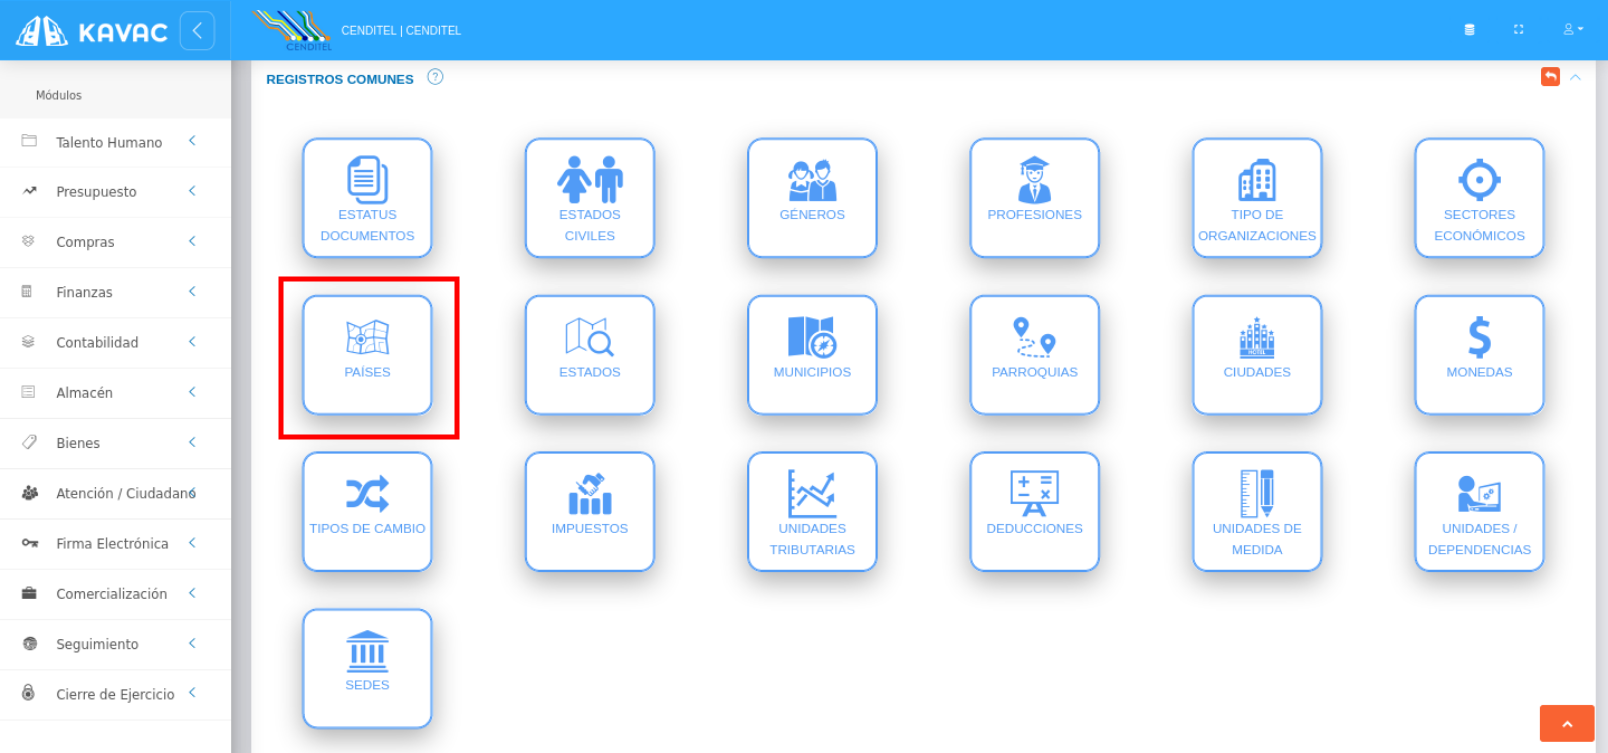 KAVAC
CENDITEL
CENDITEL | CENDITEL
REGISTROS COMUNES
?
Módulos
Talento Humano
Presupuesto
Compras
Finanzas
Contabilidad
Almacén
Bienes
Atención / Ciudadano
Firma Electrónica
Comercialización
Seguimiento
Cierre de Ejercicio
ESTATUS
DOCUMENTOS
ESTADOS
CIVILES
GÉNEROS
PROFESIONES
TIPO DE
ORGANIZACIONES
SECTORES
ECONÓMICOS
PAÍSES
ESTADOS
MUNICIPIOS
PARROQUIAS
HOTEL
CIUDADES
$
MONEDAS
TIPOS DE CAMBIO
IMPUESTOS
UNIDADES
TRIBUTARIAS
DEDUCCIONES
UNIDADES DE
MEDIDA
UNIDADES /
DEPENDENCIAS
SEDES